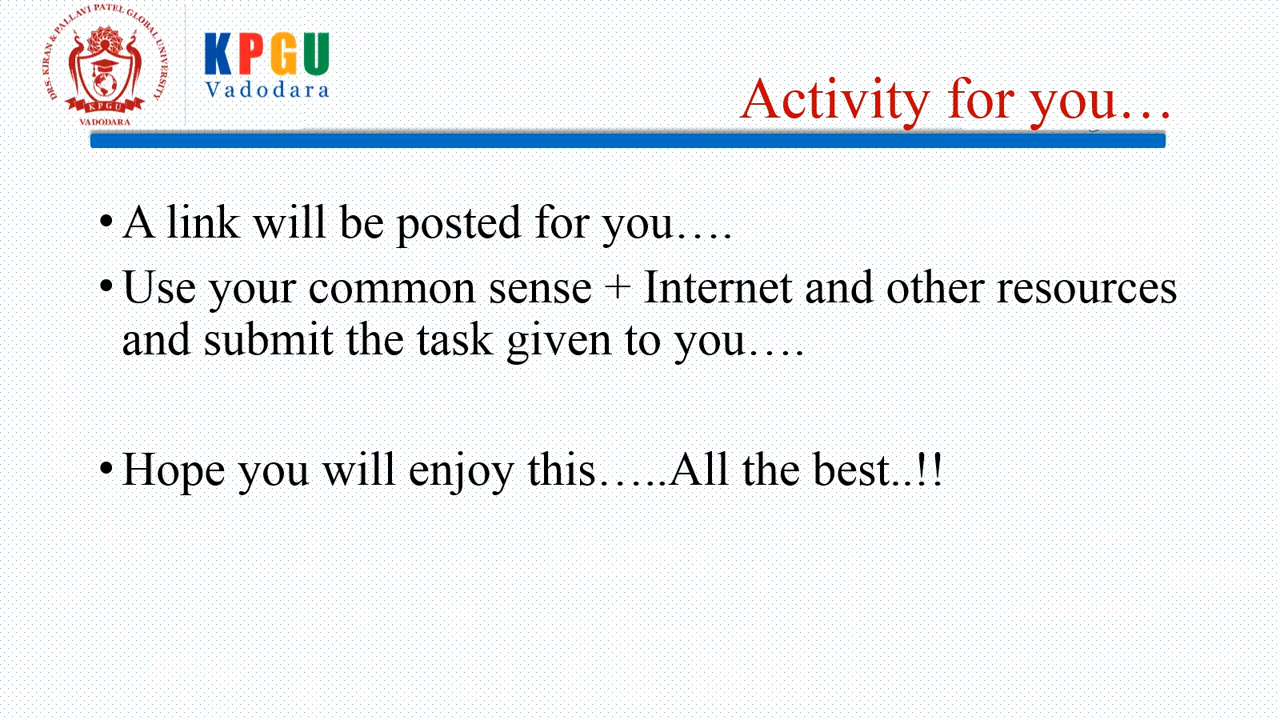 DRS. KIRAN & PALLAVI PATEL GLOBAL UNIVERSITY
KPGU
VADODARA
KPGU
Vadodara
Activity for you…
• A link will be posted for you….
• Use your common sense + Internet and other resources
and submit the task given to you….
• Hope you will enjoy this…..All the best..!!